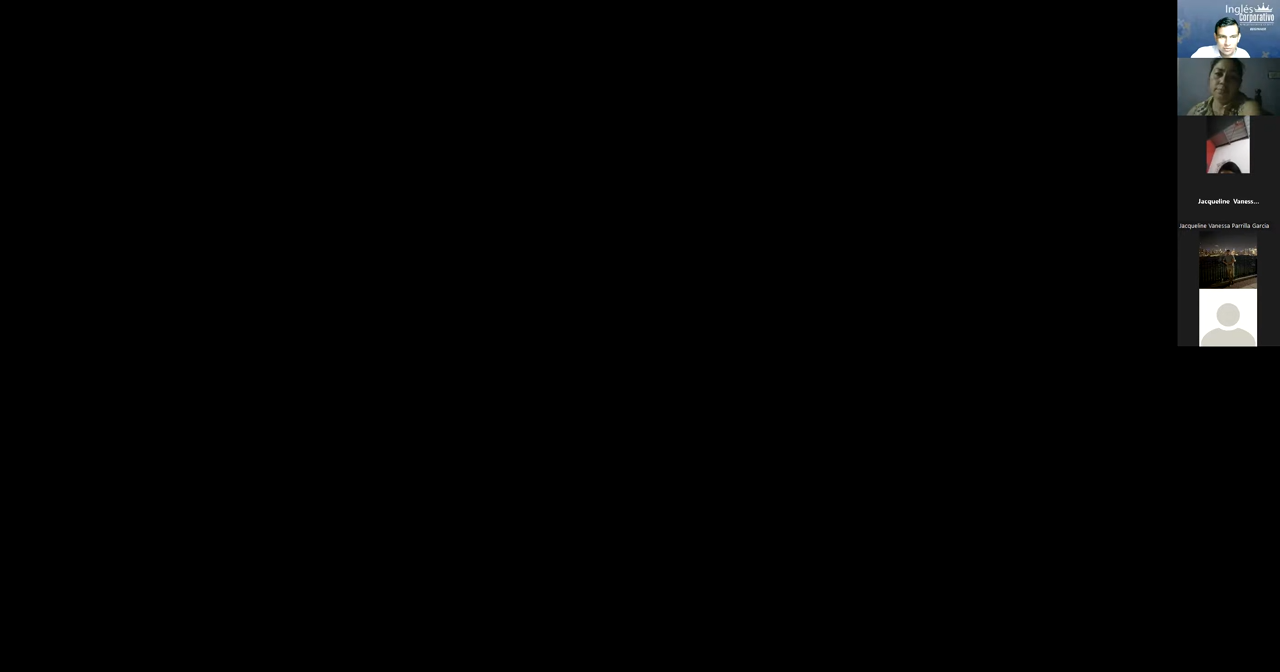 Inglés
Corporativo
Jacqueline Vaness...
Jacqueline Vanessa Parrilla Garcia